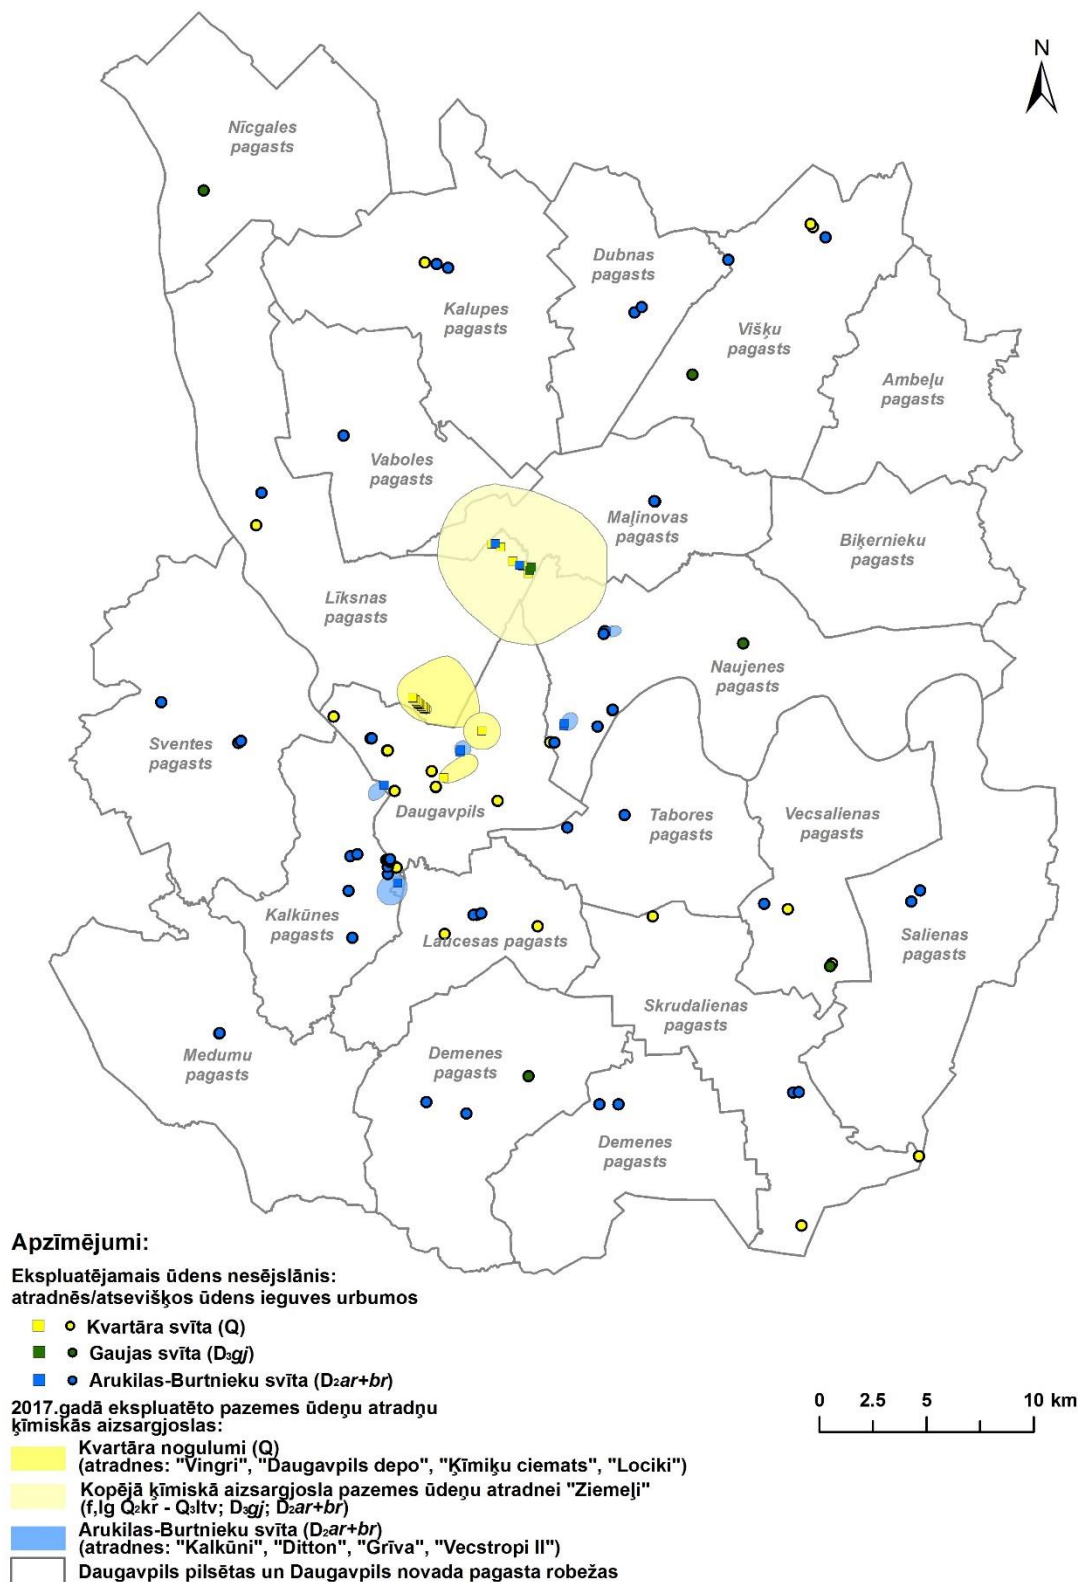 N
Nīcgales
pagasts
Dubnas
pagasts
Kalupes
pagasts
Višķu
pagasts
Ambeļu
pagasts
Vaboles
pagasts
Maļinovas
pagasts
Biķernieku
pagasts
Līksnas
pagasts
Naujenes
pagasts
Sventes
pagasts
Daugavpils
Tabores
pagasts
Vecsalienas
pagasts
Kalkūnes
pagasts
Laucesas pagasts
Salienas
pagasts
Skrudalienas
pagasts
Medumu
pagasts
Demenes
pagasts
Demenes
pagasts
Apzīmējumi:
Ekspluatējamais ūdens nesējslānis:
atradnēs/atsevišķos ūdens ieguves urbumos
Kvartāra svīta (Q)
Gaujas svīta (D₃gj)
Arukilas-Burtnieku svīta (D₂ar+br)
2017.gadā ekspluatēto pazemes ūdeņu atradņu
ķīmiskās aizsargjoslas:
Kvartāra nogulumi (Q)
(atradnes: "Vingri", "Daugavpils depo", "Ķīmiķu ciemats", "Lociki")
Kopējā ķīmiskā aizsargjosla pazemes ūdeņu atradnei "Ziemeļi"
(f,lg Q₂kr - Q₃ltv; D₃gj; D₂ar+br)
Arukilas-Burtnieku svīta (D₂ar+br)
(atradnes: "Kalkūni", "Ditton", "Grīva", "Vecstropi II")
Daugavpils pilsētas un Daugavpils novada pagasta robežas
0 2.5 5 10 km